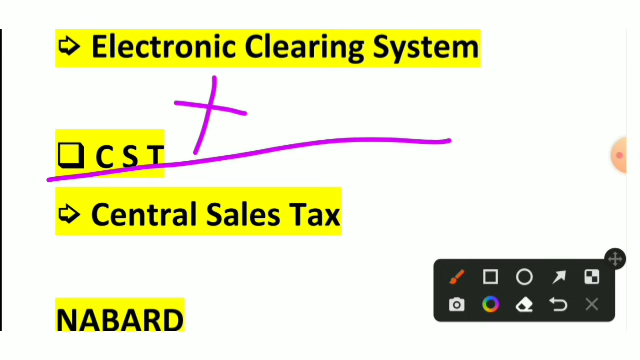 ➩ Electronic Clearing System
❑ C S T
➩ Central Sales Tax
NABARD